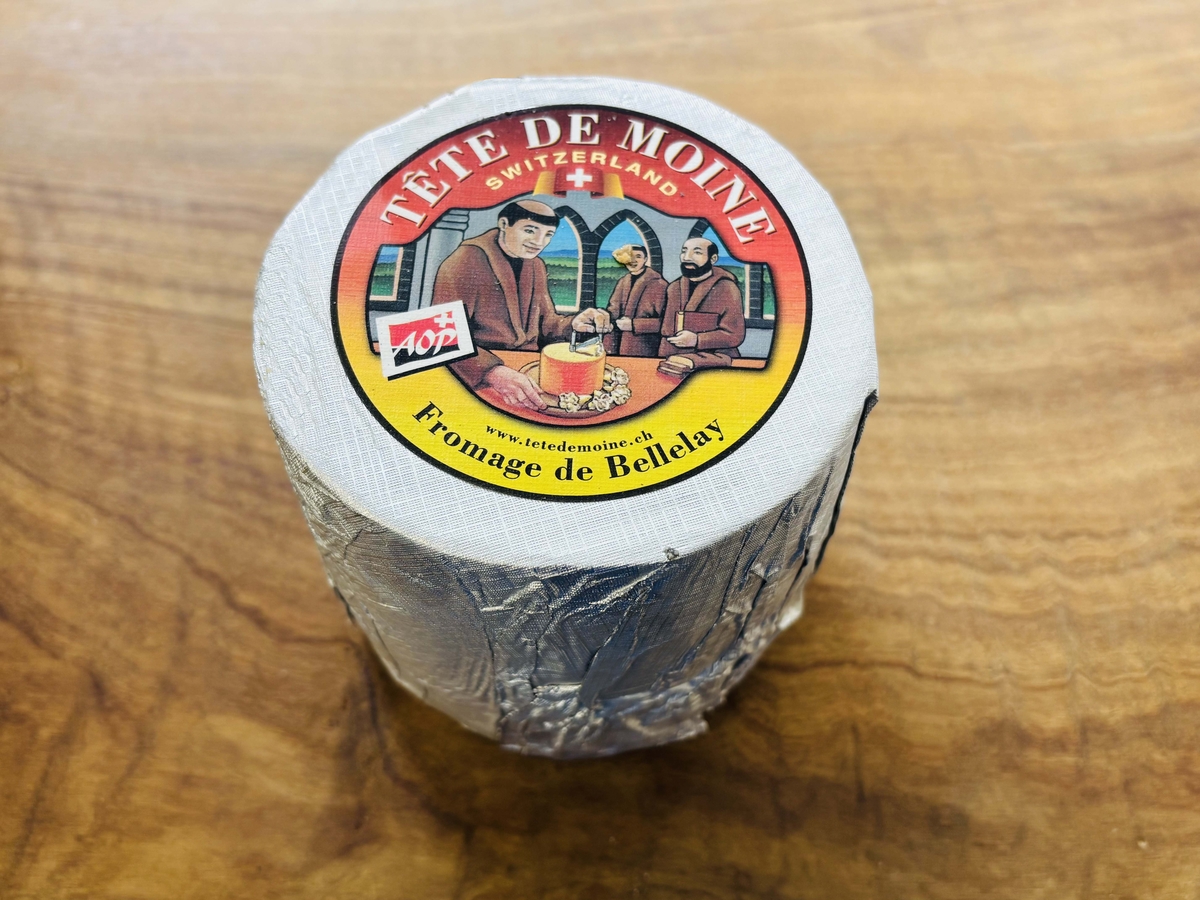 TÊTE DE MOINE
SWITZERLAND
AOP
www.tetedemoine.ch
Fromage de Bellelay